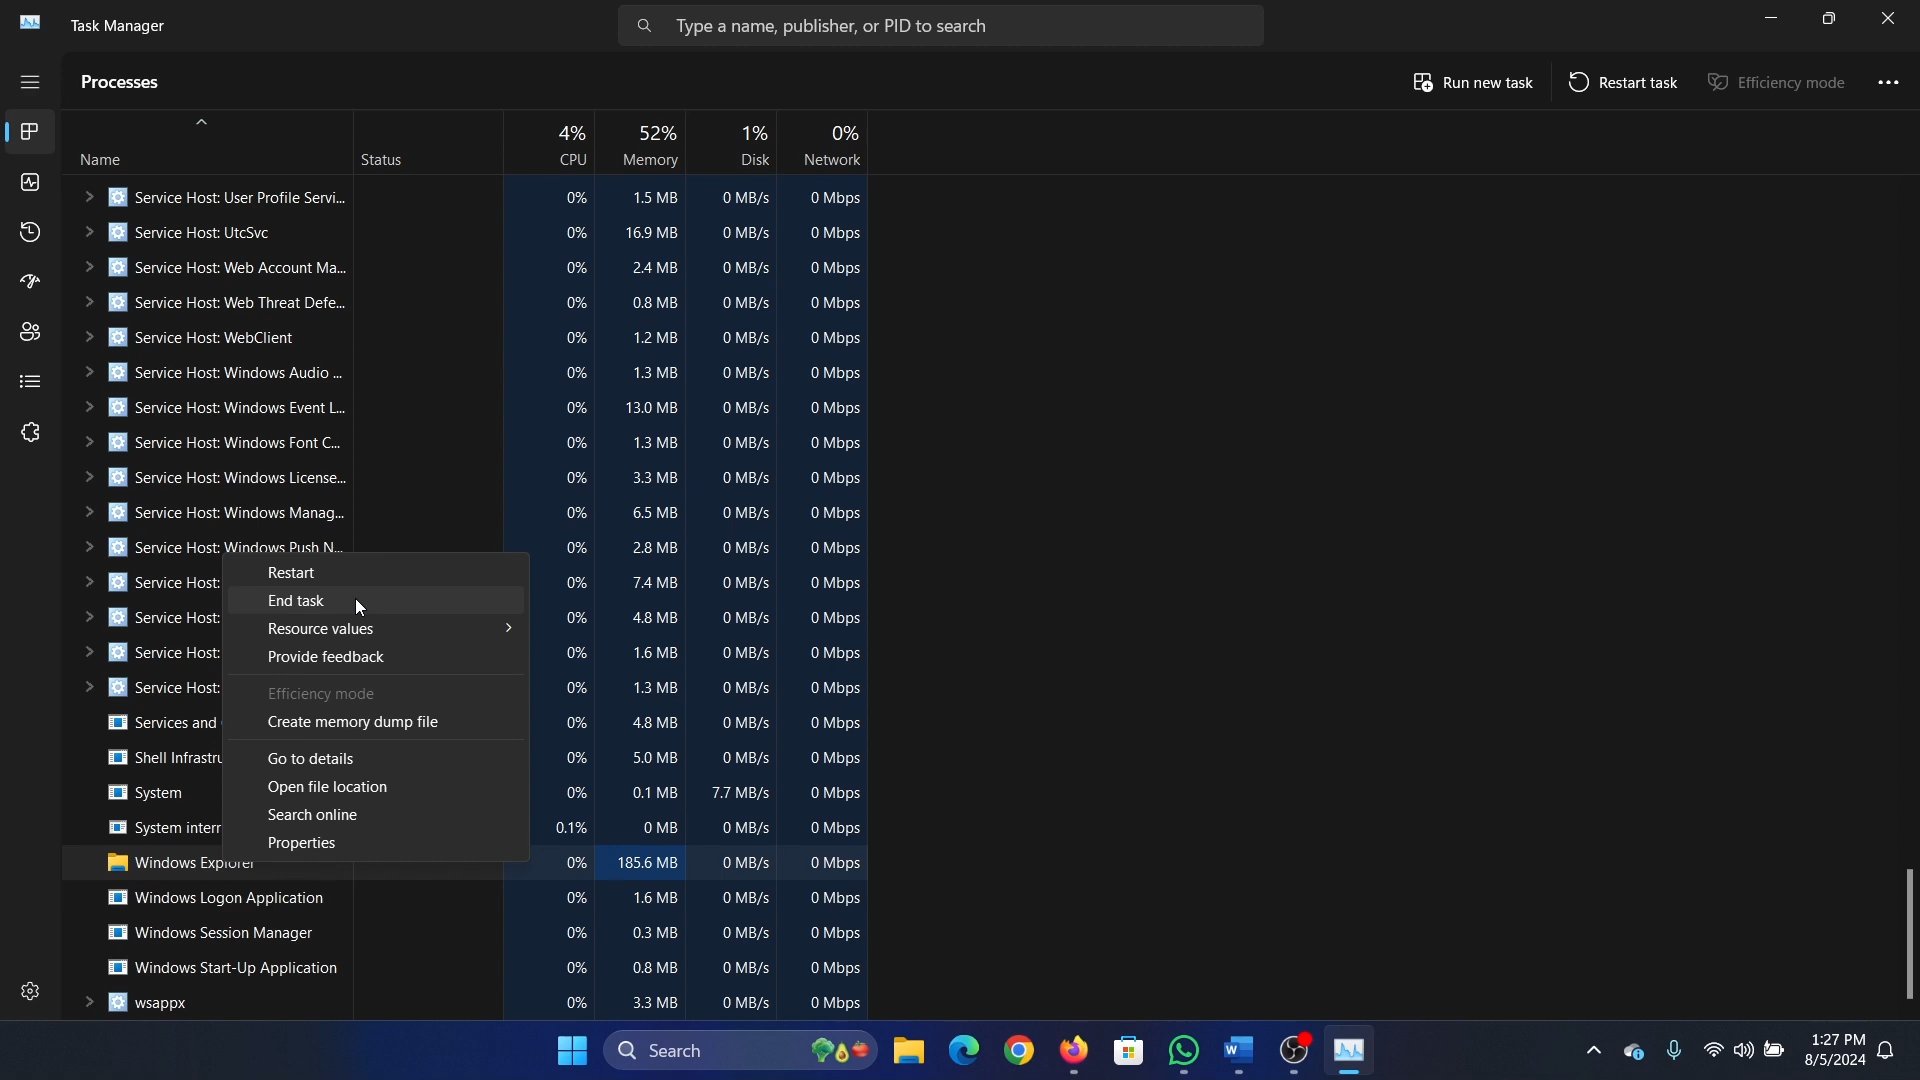 Task Manager
Type a name, publisher, or PID to search
Processes
Run new task
Restart task
Efficiency mode
4% 52% 1% 0%
Name Status CPU Memory Disk Network
Service Host: User Profile Servi... 0% 1.5 MB 0 MB/s 0 Mbps
Service Host: UtcSvc 0% 16.9 MB 0 MB/s 0 Mbps
Service Host: Web Account Ma... 0% 2.4 MB 0 MB/s 0 Mbps
Service Host: Web Threat Defe... 0% 0.8 MB 0 MB/s 0 Mbps
Service Host: WebClient 0% 1.2 MB 0 MB/s 0 Mbps
Service Host: Windows Audio ... 0% 1.3 MB 0 MB/s 0 Mbps
Service Host: Windows Event L... 0% 13.0 MB 0 MB/s 0 Mbps
Service Host: Windows Font C... 0% 1.3 MB 0 MB/s 0 Mbps
Service Host: Windows License... 0% 3.3 MB 0 MB/s 0 Mbps
Service Host: Windows Manag... 0% 6.5 MB 0 MB/s 0 Mbps
Service Host: Windows Push N... 0% 2.8 MB 0 MB/s 0 Mbps
Service Host: 0% 7.4 MB 0 MB/s 0 Mbps
Service Host: 0% 4.8 MB 0 MB/s 0 Mbps
Service Host: 0% 1.6 MB 0 MB/s 0 Mbps
Service Host: 0% 1.3 MB 0 MB/s 0 Mbps
Services and 0% 4.8 MB 0 MB/s 0 Mbps
Shell Infrastru 0% 5.0 MB 0 MB/s 0 Mbps
System 0% 0.1 MB 7.7 MB/s 0 Mbps
System interr 0.1% 0 MB 0 MB/s 0 Mbps
Windows Explorer 0% 185.6 MB 0 MB/s 0 Mbps
Windows Logon Application 0% 1.6 MB 0 MB/s 0 Mbps
Windows Session Manager 0% 0.3 MB 0 MB/s 0 Mbps
Windows Start-Up Application 0% 0.8 MB 0 MB/s 0 Mbps
wsappx 0% 3.3 MB 0 MB/s 0 Mbps
Restart
End task
Resource values
Provide feedback
Efficiency mode
Create memory dump file
Go to details
Open file location
Search online
Properties
Search
W
1:27 PM
8/5/2024